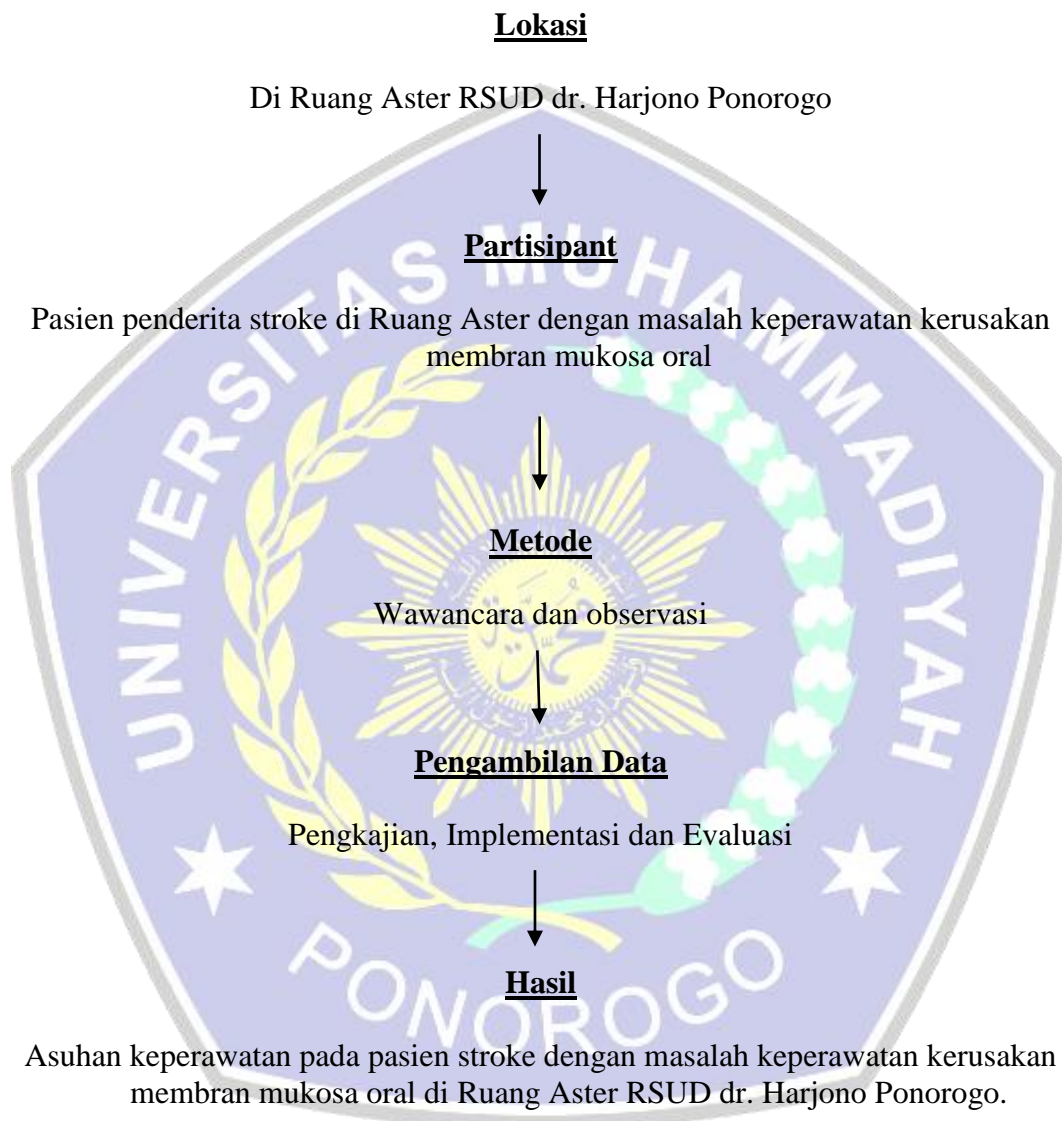 Lokasi
Di Ruang Aster RSUD dr. Harjono Ponorogo
Partisipant
Pasien penderita stroke di Ruang Aster dengan masalah keperawatan kerusakan
membran mukosa oral
Metode
Wawancara dan observasi
Pengambilan Data
Pengkajian, Implementasi dan Evaluasi
Hasil
Asuhan keperawatan pada pasien stroke dengan masalah keperawatan kerusakan
membran mukosa oral di Ruang Aster RSUD dr. Harjono Ponorogo.
UNIVERSITAS MUHAMMADIYAH
PONOROGO